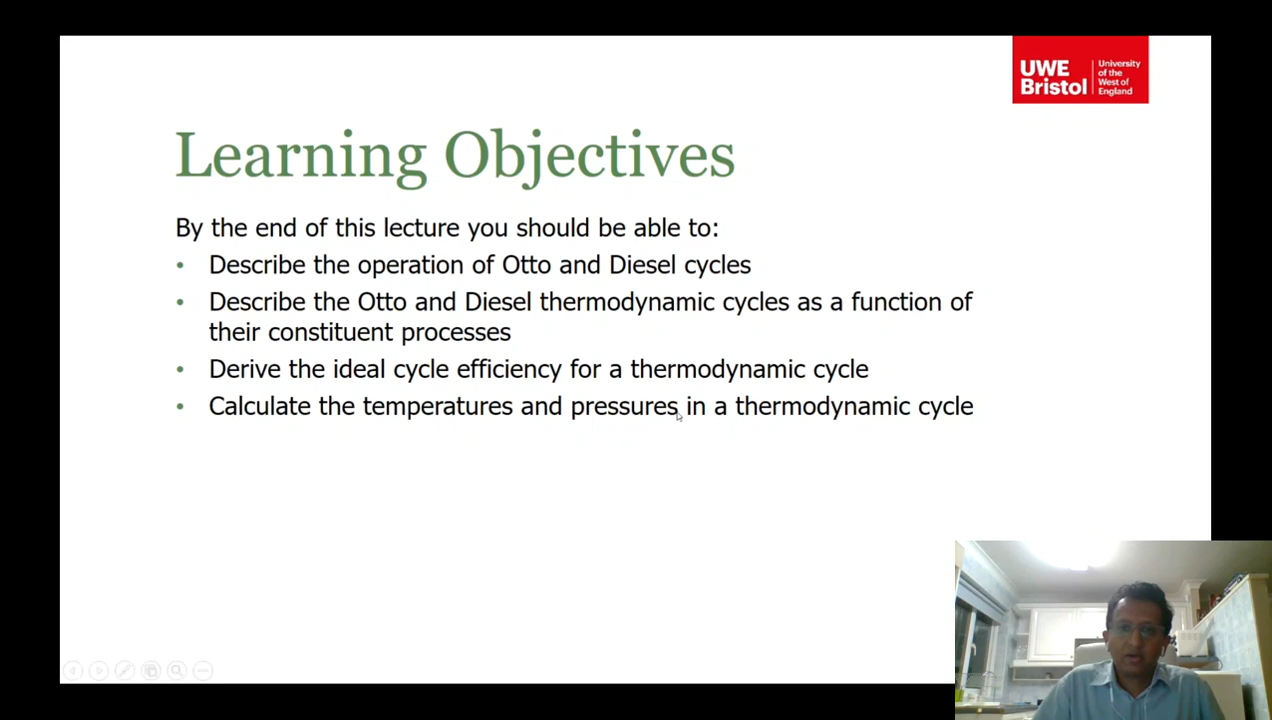 UWE
Bristol
University
of the
West of
England
Learning Objectives
By the end of this lecture you should be able to:
• Describe the operation of Otto and Diesel cycles
• Describe the Otto and Diesel thermodynamic cycles as a function of
their constituent processes
• Derive the ideal cycle efficiency for a thermodynamic cycle
• Calculate the temperatures and pressures in a thermodynamic cycle